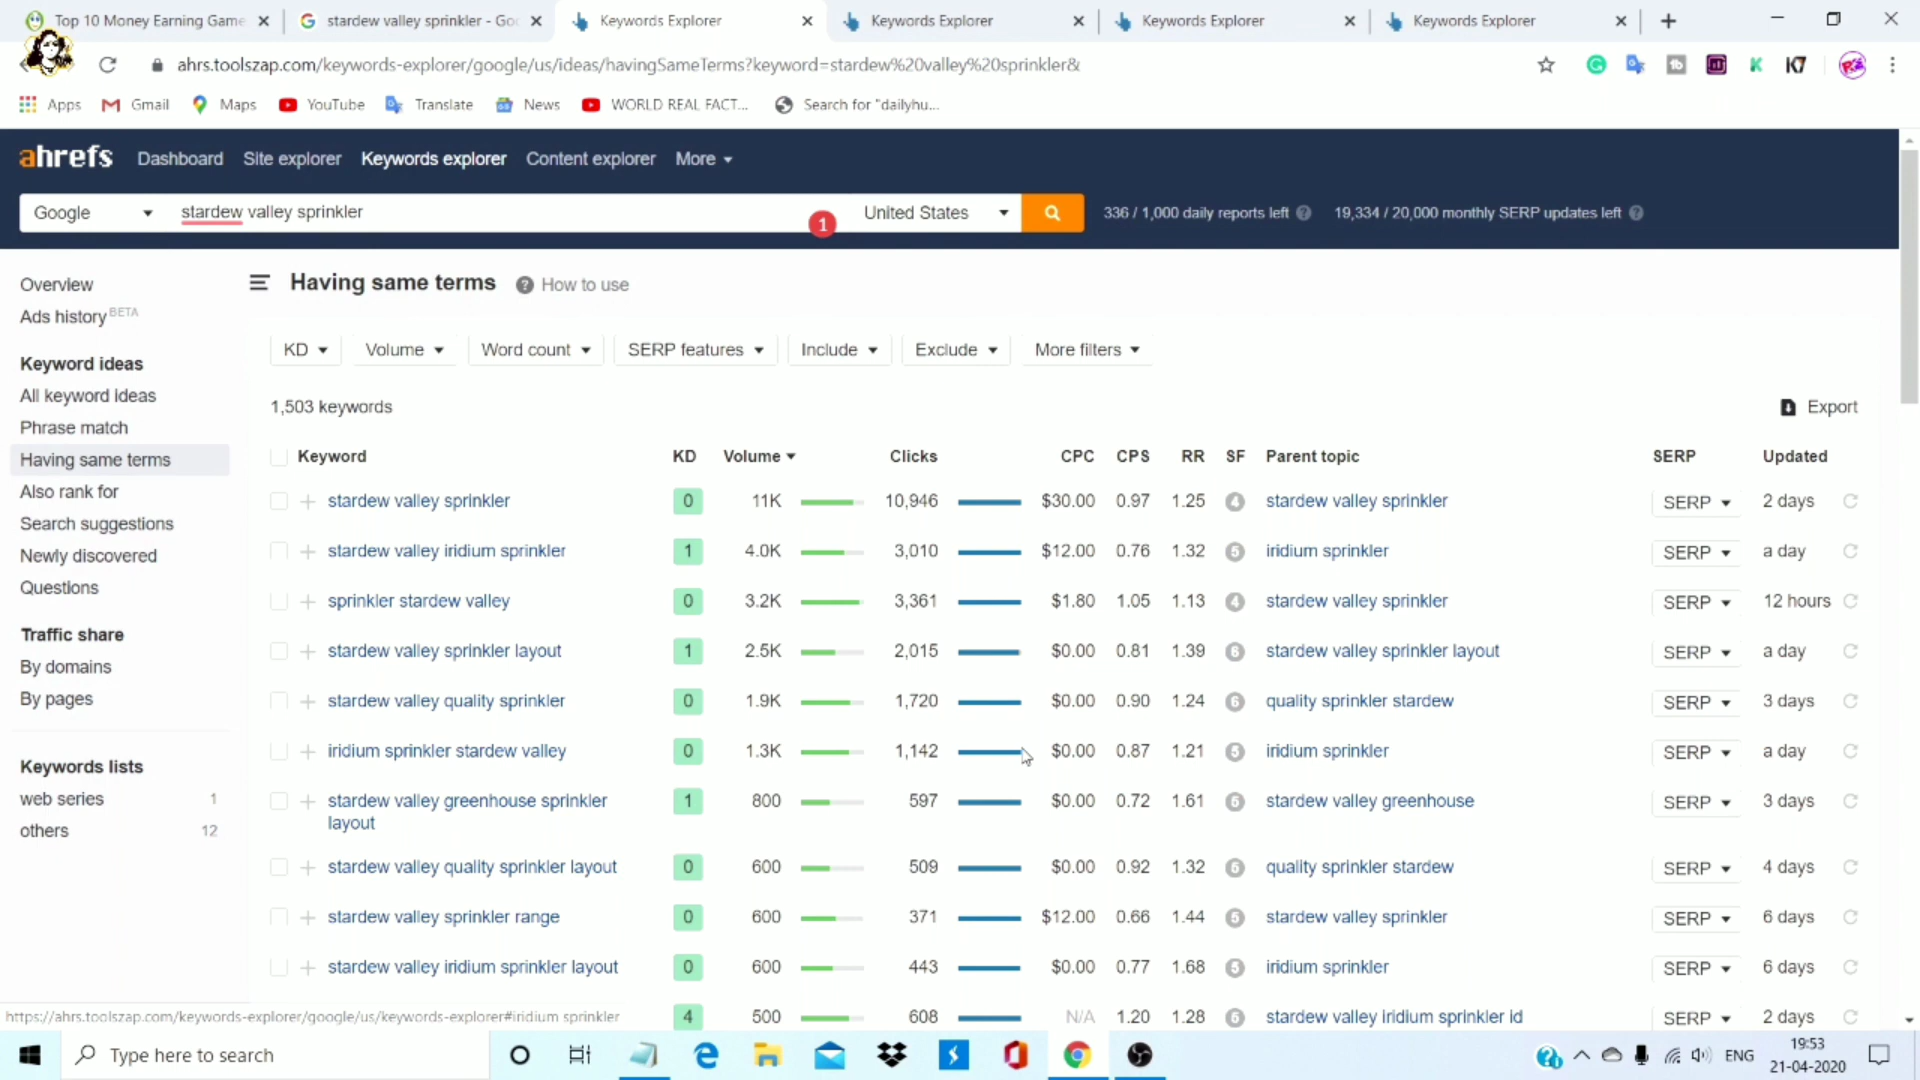 Top 10 Money Earning Game
stardew valley sprinkler - Goo
Keywords Explorer
Keywords Explorer
Keywords Explorer
Keywords Explorer
ahrs.toolszap.com/keywords-explorer/google/us/ideas/havingSameTerms?keyword=stardew%20valley%20sprinkler&
Apps Gmail Maps YouTube Translate News WORLD REAL FACT... Search for "dailyhu...
ahrefs Dashboard Site explorer Keywords explorer Content explorer More
Google stardew valley sprinkler 1 United States 336 / 1,000 daily reports left 19,334 / 20,000 monthly SERP updates left
Overview
Ads history BETA
Keyword ideas
All keyword ideas
Phrase match
Having same terms
Also rank for
Search suggestions
Newly discovered
Questions
Traffic share
By domains
By pages
Keywords lists
web series 1
others 12
Having same terms How to use
KD Volume Word count SERP features Include Exclude More filters
1,503 keywords Export
Keyword KD Volume Clicks CPC CPS RR SF Parent topic SERP Updated
stardew valley sprinkler 0 11K 10,946 $30.00 0.97 1.25 4 stardew valley sprinkler SERP 2 days
stardew valley iridium sprinkler 1 4.0K 3,010 $12.00 0.76 1.32 5 iridium sprinkler SERP a day
sprinkler stardew valley 0 3.2K 3,361 $1.80 1.05 1.13 4 stardew valley sprinkler SERP 12 hours
stardew valley sprinkler layout 1 2.5K 2,015 $0.00 0.81 1.39 6 stardew valley sprinkler layout SERP a day
stardew valley quality sprinkler 0 1.9K 1,720 $0.00 0.90 1.24 6 quality sprinkler stardew SERP 3 days
iridium sprinkler stardew valley 0 1.3K 1,142 $0.00 0.87 1.21 5 iridium sprinkler SERP a day
stardew valley greenhouse sprinkler layout 1 800 597 $0.00 0.72 1.61 6 stardew valley greenhouse SERP 3 days
stardew valley quality sprinkler layout 0 600 509 $0.00 0.92 1.32 6 quality sprinkler stardew SERP 4 days
stardew valley sprinkler range 0 600 371 $12.00 0.66 1.44 5 stardew valley sprinkler SERP 6 days
stardew valley iridium sprinkler layout 0 600 443 $0.00 0.77 1.68 5 iridium sprinkler SERP 6 days
4 500 608 N/A 1.20 1.28 6 stardew valley iridium sprinkler id SERP 2 days
https://ahrs.toolszap.com/keywords-explorer/google/us/keywords-explorer#iridium sprinkler
Type here to search
ENG
19:53
21-04-2020